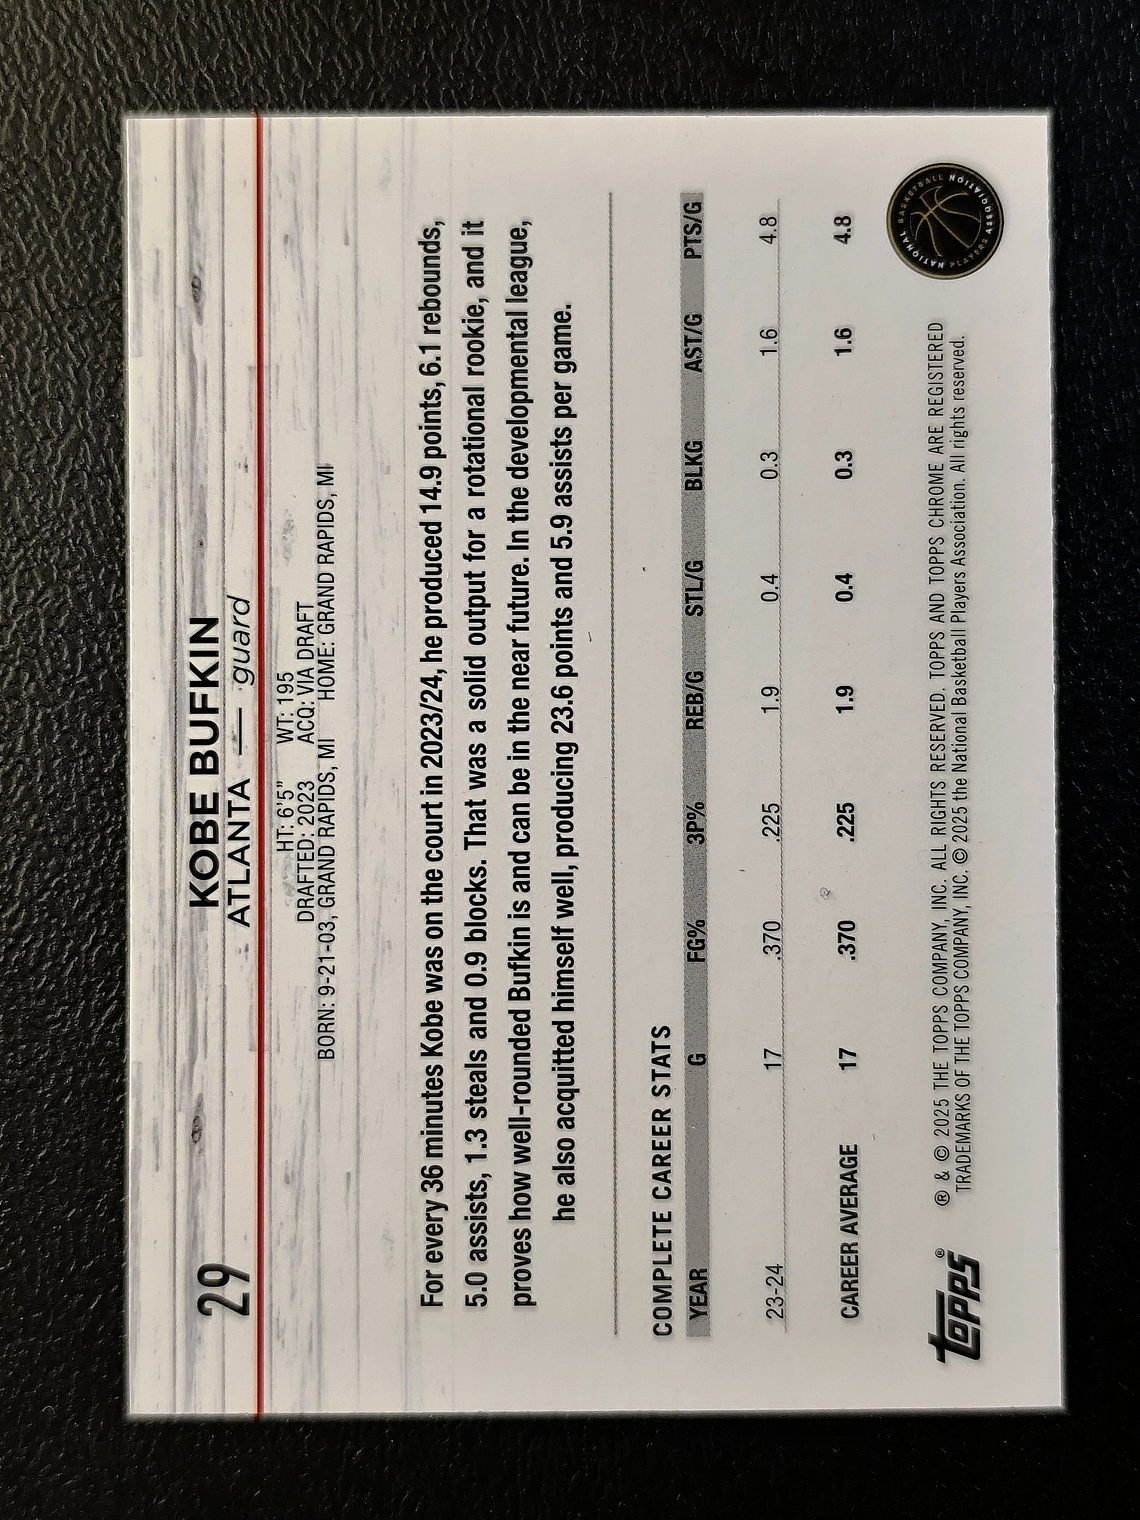 29
KOBE BUFKIN
ATLANTA — guard
HT: 6'5" WT: 195
DRAFTED: 2023 ACQ: VIA DRAFT
BORN: 9-21-03, GRAND RAPIDS, MI HOME: GRAND RAPIDS, MI
For every 36 minutes Kobe was on the court in 2023/24, he produced 14.9 points, 6.1 rebounds,
5.0 assists, 1.3 steals and 0.9 blocks. That was a solid output for a rotational rookie, and it
proves how well-rounded Bufkin is and can be in the near future. In the developmental league,
he also acquitted himself well, producing 23.6 points and 5.9 assists per game.
COMPLETE CAREER STATS
YEAR G FG% 3P% REB/G STL/G BLKG AST/G PTS/G
23-24 17 .370 .225 1.9 0.4 0.3 1.6 4.8
CAREER AVERAGE 17 .370 .225 1.9 0.4 0.3 1.6 4.8
topps®
® & © 2025 THE TOPPS COMPANY, INC. ALL RIGHTS RESERVED. TOPPS AND TOPPS CHROME ARE REGISTERED
TRADEMARKS OF THE TOPPS COMPANY, INC. © 2025 the National Basketball Players Association. All rights reserved.
NATIONAL BASKETBALL PLAYERS ASSOCIATION